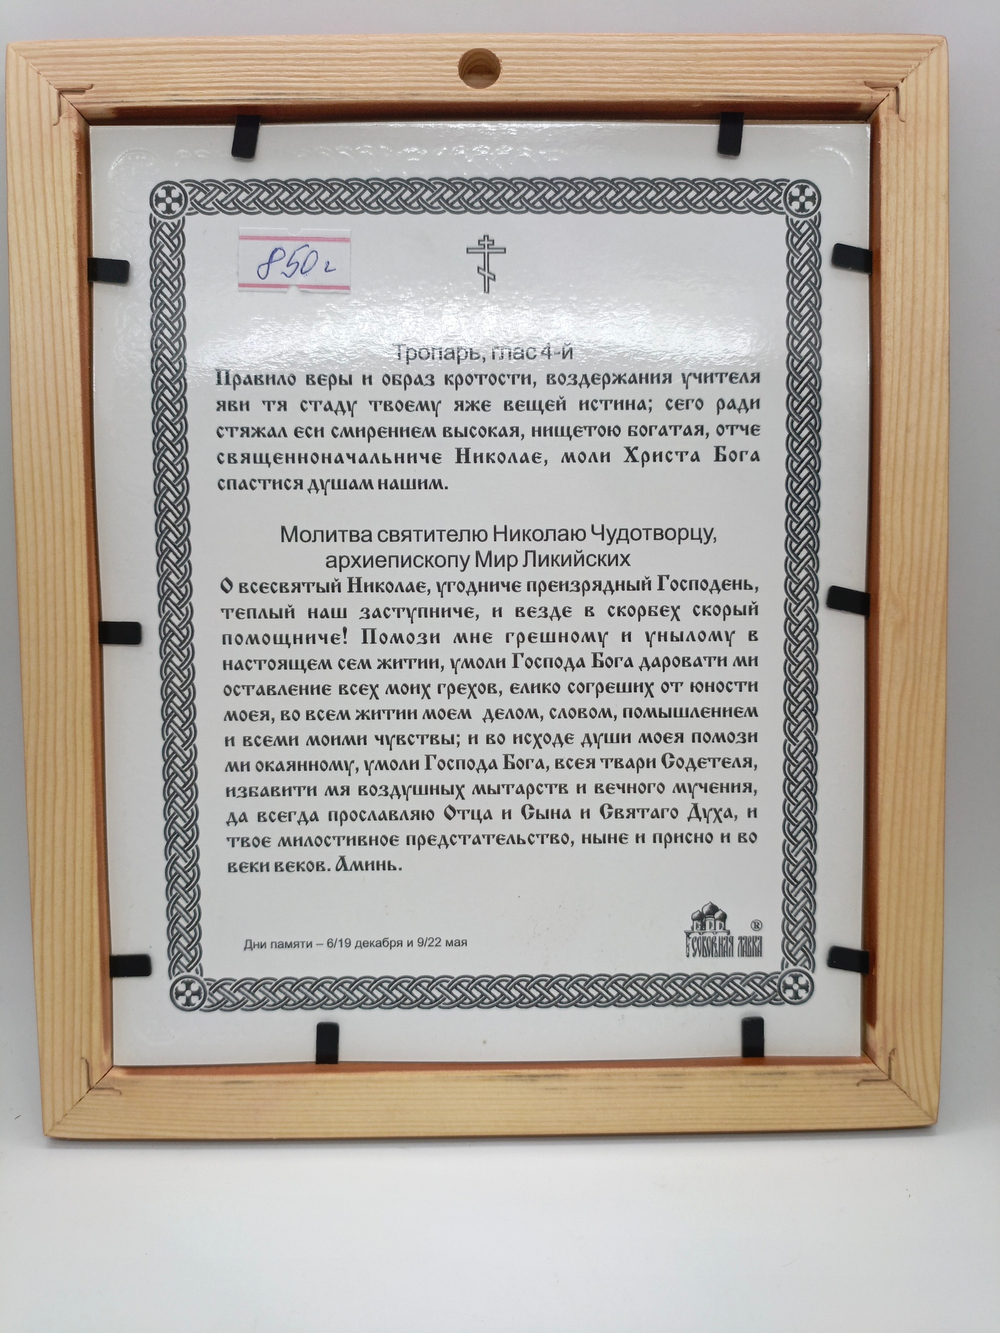 850г
Тропарь, глас 4-й
Правило веры и образ кротости, воздержания учителя
яви тя стаду твоему яже вещей истина; сего ради
стяжал еси смирением высокая, нищетою богатая, отче
священноначальниче Николае, моли Христа Бога
спастися душам нашим.
Молитва святителю Николаю Чудотворцу,
архиепископу Мир Ликийских
О всесвятый Николае, угодниче преизрядный Господень,
теплый наш заступниче, и везде в скорбех скорый
помощниче! Помози мне грешному и унылому в
настоящем сем житии, умоли Господа Бога даровати ми
оставление всех моих грехов, елико согреших от юности
моея, во всем житии моем делом, словом, помышлением
и всеми моими чувствы; и во исходе души моея помози
ми окаянному, умоли Господа Бога, всея твари Содетеля,
избавити мя воздушных мытарств и вечного мучения,
да всегда прославляю Отца и Сына и Святаго Духа, и
твое милостивное предстательство, ныне и присно и во
веки веков. Аминь.
Дни памяти – 6/19 декабря и 9/22 мая
®
СОБОРНАЯ ЛАВКА